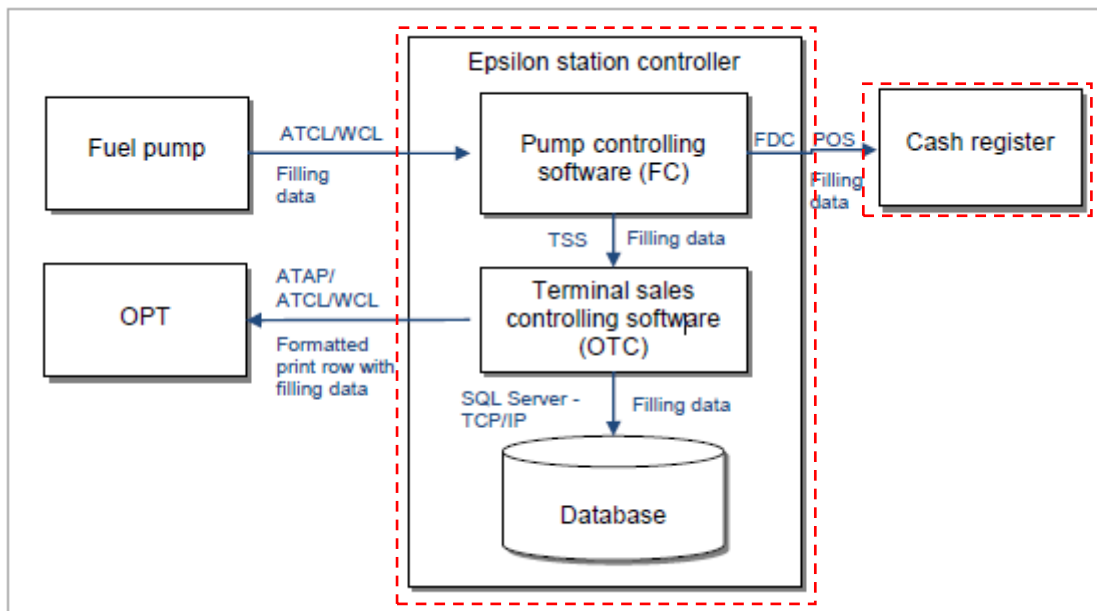 Epsilon station controller
Fuel pump
ATCL/WCL
Filling
data
Pump controlling
software (FC)
FDC
POS
Filling
data
Cash register
TSS
Filling data
OPT
ATAP/
ATCL/WCL
Formatted
print row with
filling data
Terminal sales
controlling software
(OTC)
SQL Server -
TCP/IP
Filling data
Database